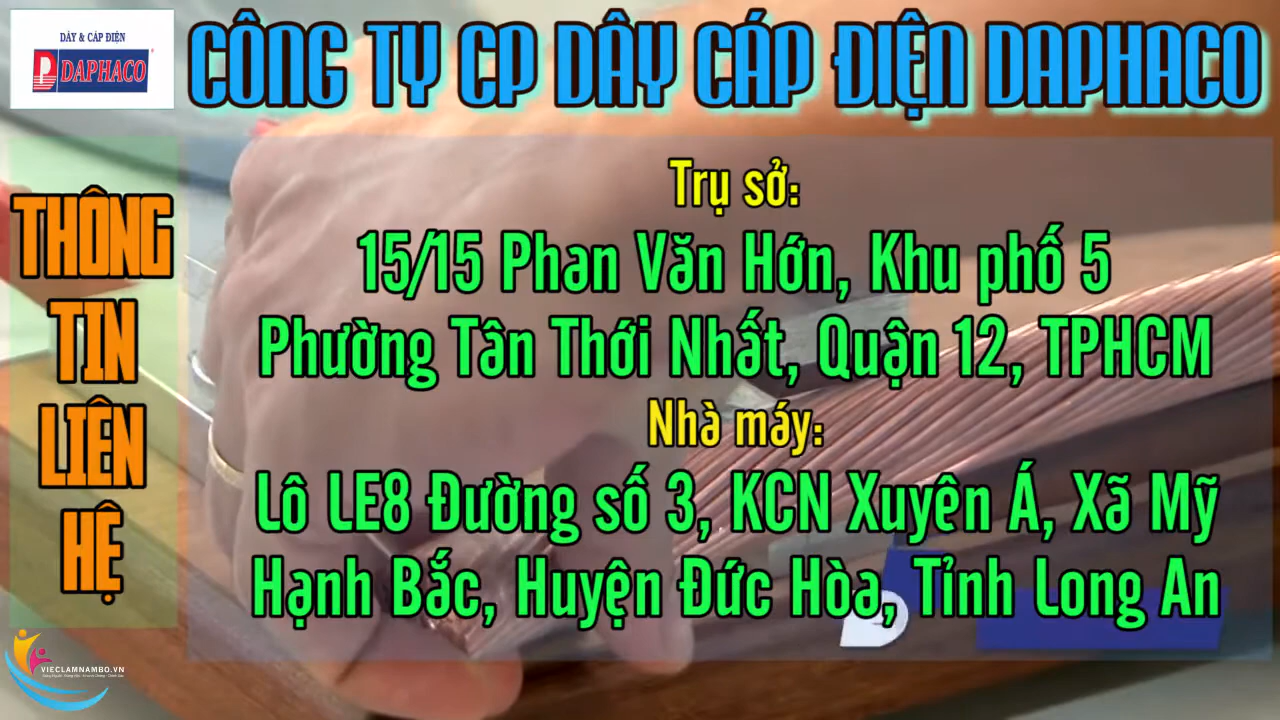 DÂY & CÁP ĐIỆN
DAPHACO
CÔNG TY CP DÂY CÁP ĐIỆN DAPHACO
THÔNG
TIN
LIÊN
HỆ
Trụ sở:
15/15 Phan Văn Hớn, Khu phố 5
Phường Tân Thới Nhất, Quận 12, TPHCM
Nhà máy:
Lô LE8 Đường số 3, KCN Xuyên Á, Xã Mỹ
Hạnh Bắc, Huyện Đức Hòa, Tỉnh Long An
VIECLAMNAMBO.VN